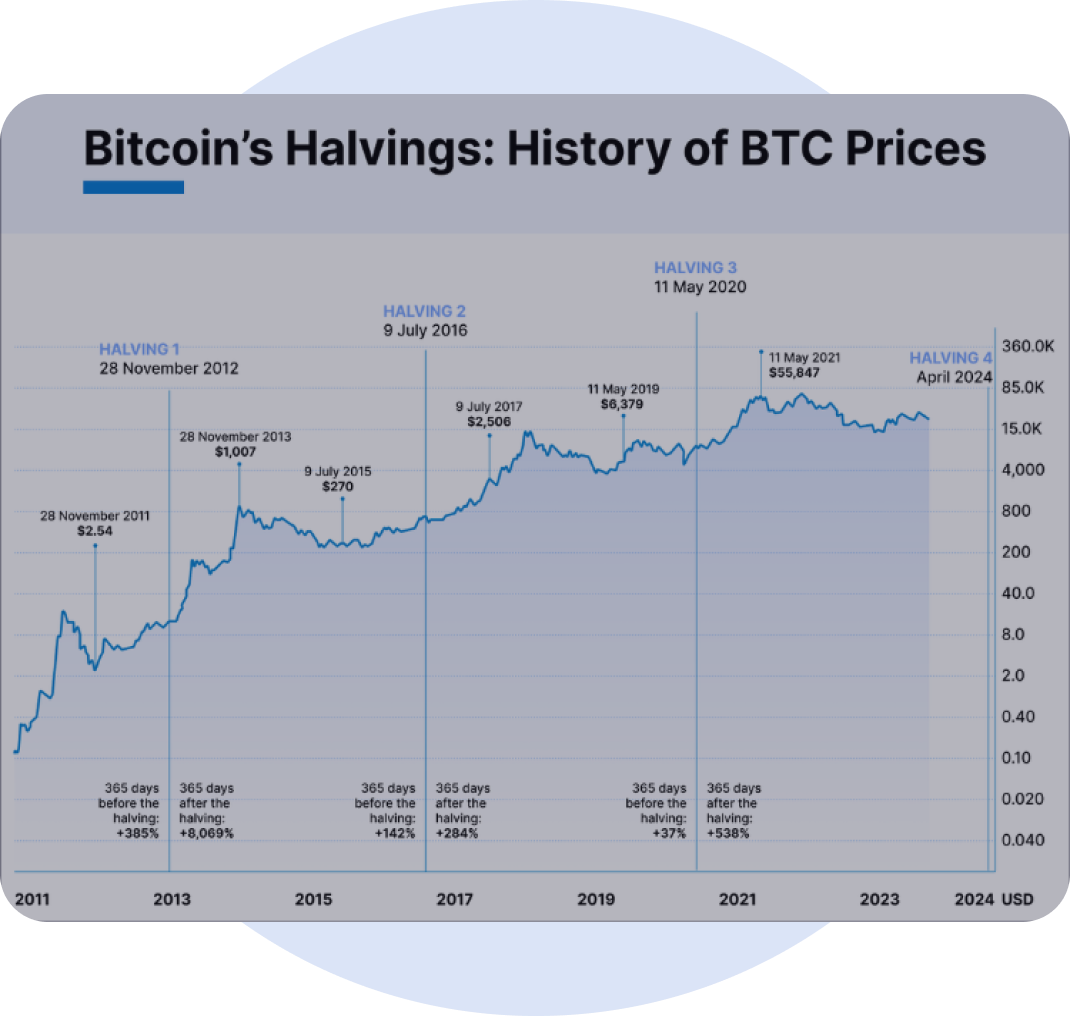 Bitcoin’s Halvings: History of BTC Prices
HALVING 3
11 May 2020
HALVING 2
9 July 2016
HALVING 1
28 November 2012
HALVING 4
April 2024
28 November 2011
$2.54
28 November 2013
$1,007
9 July 2015
$270
9 July 2017
$2,506
11 May 2019
$6,379
11 May 2021
$55,847
360.0K
85.0K
15.0K
4,000
800
200
40.0
8.0
2.0
0.40
0.10
0.020
0.040
365 days
before the
halving:
+385%
365 days
after the
halving:
+8,069%
365 days
before the
halving:
+142%
365 days
after the
halving:
+284%
365 days
before the
halving:
+37%
365 days
after the
halving:
+538%
2011 2013 2015 2017 2019 2021 2023 2024 USD